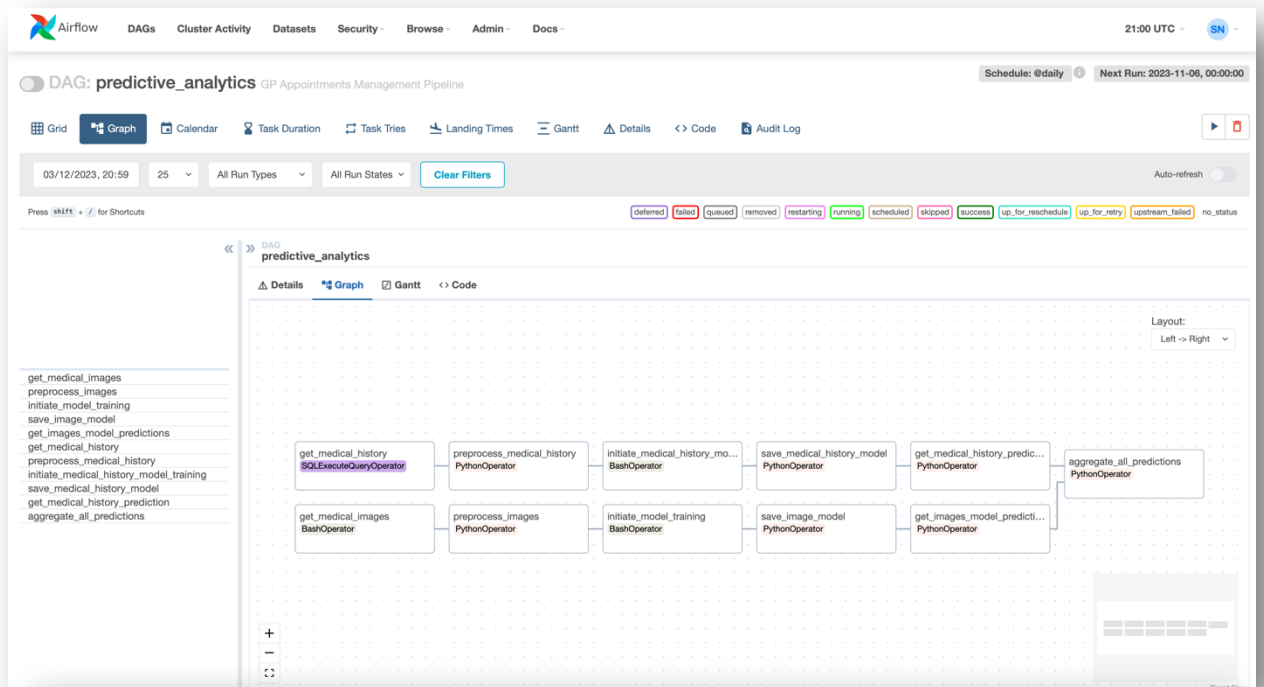 Airflow DAGs Cluster Activity Datasets Security Browse Admin Docs 21:00 UTC SN
DAG: predictive_analytics GP Appointments Management Pipeline Schedule: @daily Next Run: 2023-11-06, 00:00:00
Grid Graph Calendar Task Duration Task Tries Landing Times Gantt Details <> Code Audit Log
03/12/2023, 20:59 25 All Run Types All Run States Clear Filters Auto-refresh
Press shift + / for Shortcuts deferred failed queued removed restarting running scheduled skipped success up_for_reschedule up_for_retry upstream_failed no_status
DAG
predictive_analytics
Details Graph Gantt <> Code
Layout:
Left -> Right
get_medical_images
preprocess_images
initiate_model_training
save_image_model
get_images_model_predictions
get_medical_history
preprocess_medical_history
initiate_medical_history_model_training
save_medical_history_model
get_medical_history_prediction
aggregate_all_predictions
get_medical_history
SQLExecuteQueryOperator
preprocess_medical_history
PythonOperator
initiate_medical_history_mo...
BashOperator
save_medical_history_model
PythonOperator
get_medical_history_predic...
PythonOperator
aggregate_all_predictions
PythonOperator
get_medical_images
BashOperator
preprocess_images
PythonOperator
initiate_model_training
BashOperator
save_image_model
PythonOperator
get_images_model_predicti...
PythonOperator